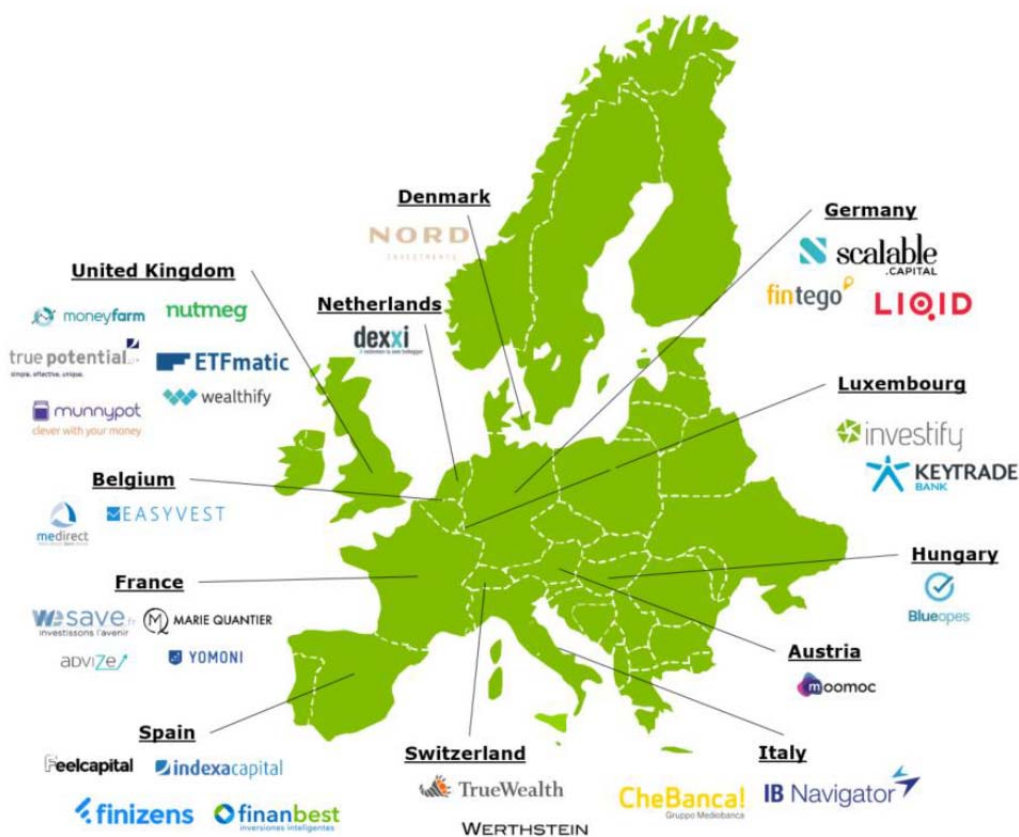 Denmark
NORD
INVESTMENTS
Germany
scalable
.CAPITAL
fintego
LIQID
United Kingdom
moneyfarm
nutmeg
true potential
simple, effective, unique.
ETFmatic
wealthify
munnypot
clever with your money
Netherlands
dexxi
Luxembourg
investify
KEYTRADE
BANK
Belgium
medirect
EASYVEST
France
WeSave.fr
investissons l'avenir
MARIE QUANTIER
ADVIZE
YOMONI
Hungary
Blueopes
Austria
moomoc
Spain
Feelcapital
indexacapital
finizens
finanbest
inversiones inteligentes
Switzerland
TrueWealth
WERTHSTEIN
Italy
CheBanca!
Gruppo Mediobanca
IB Navigator